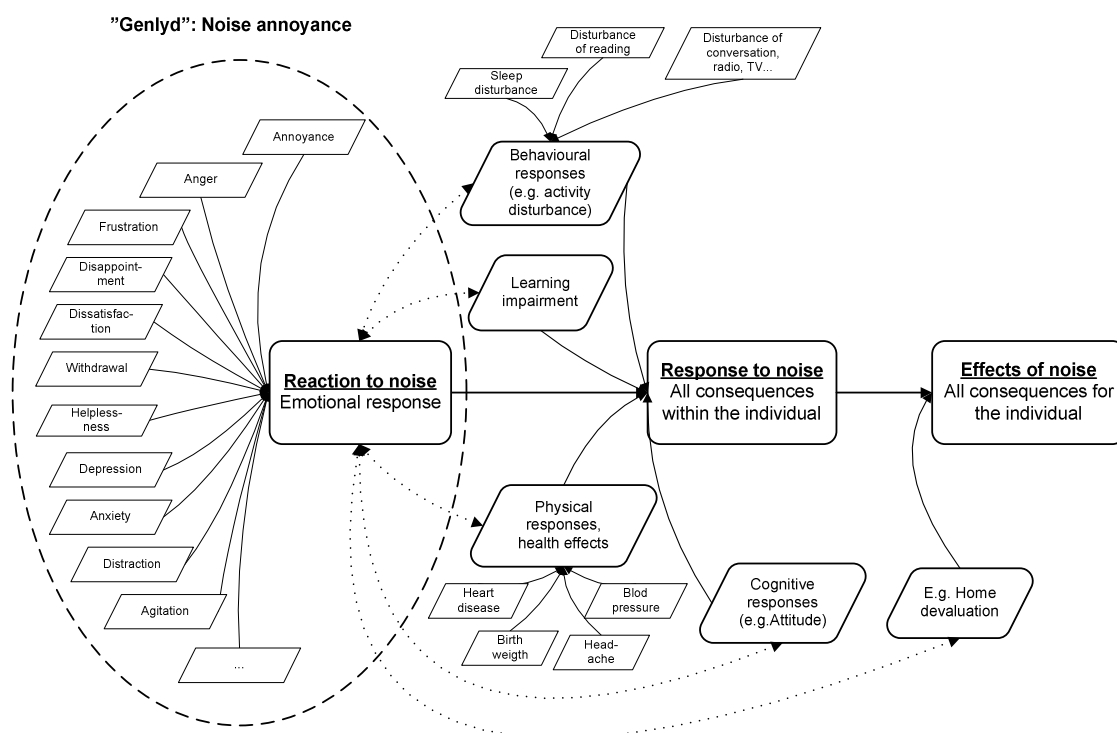 ”Genlyd”: Noise annoyance
Disturbance
of reading
Disturbance of
conversation,
radio, TV...
Sleep
disturbance
Annoyance
Anger
Frustration
Disappoint-
ment
Dissatisfac-
tion
Withdrawal
Helpless-
ness
Depression
Anxiety
Distraction
Agitation
...
Behavioural
responses
(e.g. activity
disturbance)
Learning
impairment
Reaction to noise
Emotional response
Response to noise
All consequences
within the individual
Effects of noise
All consequences for
the individual
Physical
responses,
health effects
Heart
disease
Blod
pressure
Birth
weigth
Head-
ache
Cognitive
responses
(e.g.Attitude)
E.g. Home
devaluation